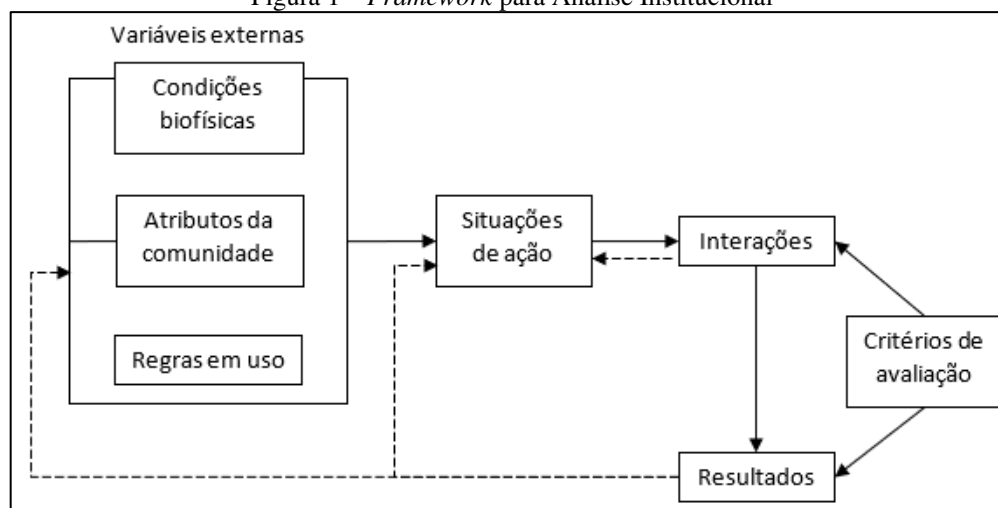 Figura 1 - Framework para Análise Institucional
Variáveis externas
Condições
biofísicas
Atributos da
comunidade
Regras em uso
Situações
de ação
Interações
Critérios de
avaliação
Resultados